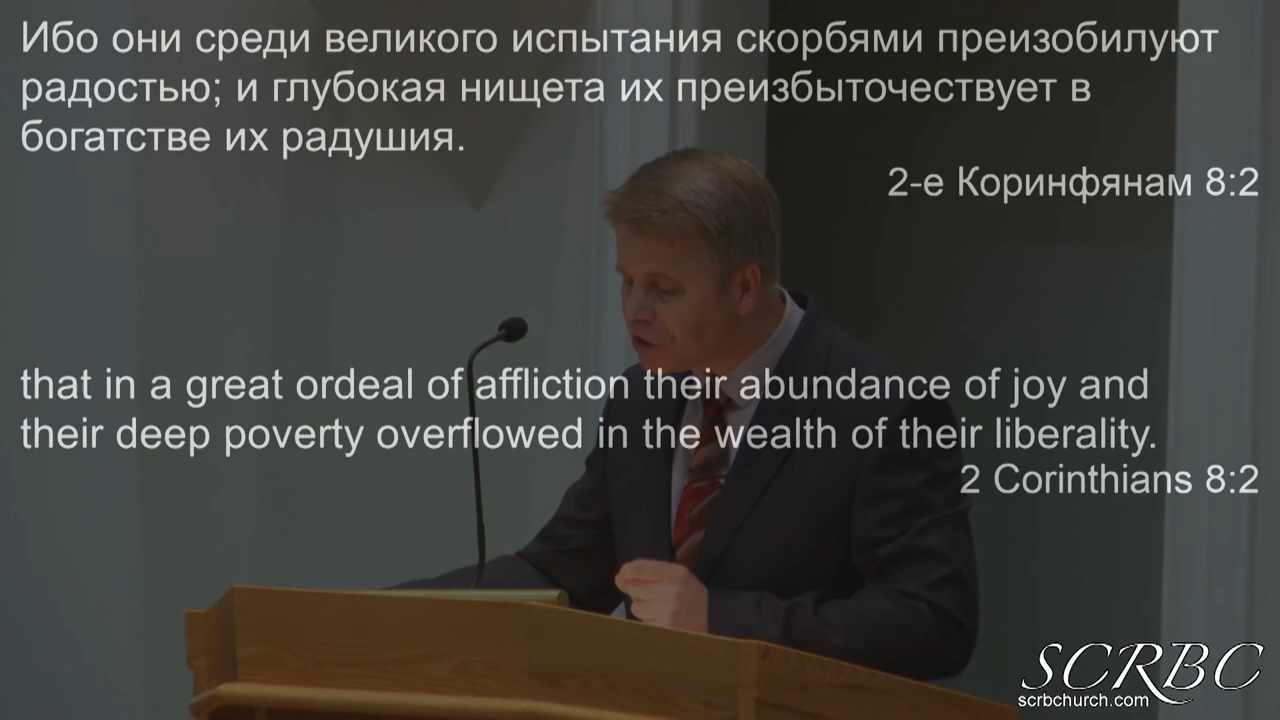 Ибо они среди великого испытания скорбями преизобилуют
радостью; и глубокая нищета их преизбыточествует в
богатстве их радушия.
2-е Коринфянам 8:2
that in a great ordeal of affliction their abundance of joy and
their deep poverty overflowed in the wealth of their liberality.
2 Corinthians 8:2
SCRBC
scrbchurch.com